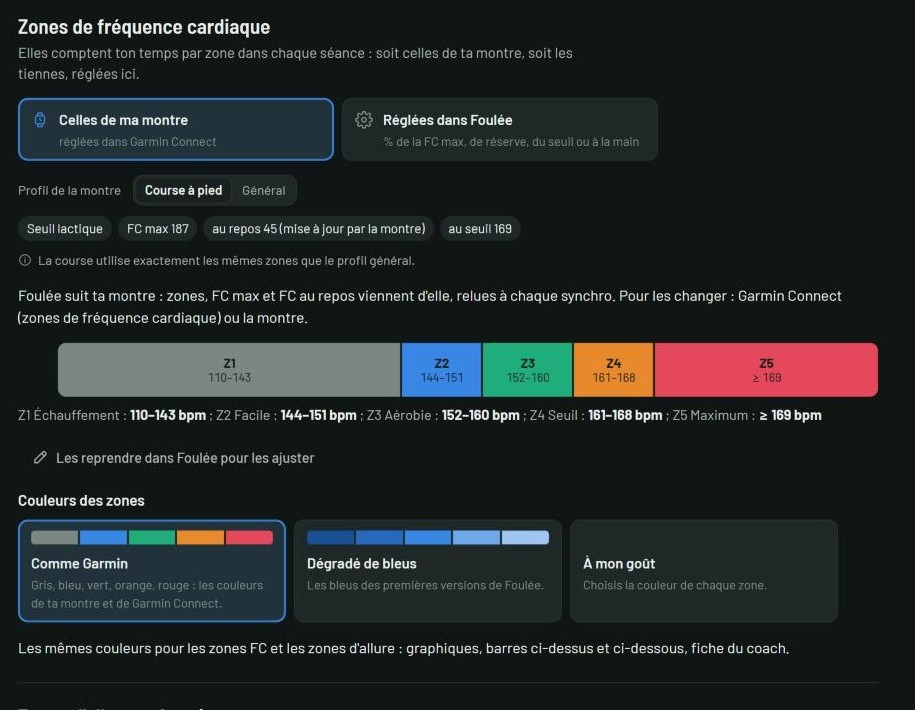 Zones de fréquence cardiaque
Elles comptent ton temps par zone dans chaque séance : soit celles de ta montre, soit les
tiennes, réglées ici.
Celles de ma montre
réglées dans Garmin Connect
Réglées dans Foulée
% de la FC max, de réserve, du seuil ou à la main
Profil de la montre
Course à pied
Général
Seuil lactique
FC max 187
au repos 45 (mise à jour par la montre)
au seuil 169
La course utilise exactement les mêmes zones que le profil général.
Foulée suit ta montre : zones, FC max et FC au repos viennent d'elle, relues à chaque synchro. Pour les changer : Garmin Connect
(zones de fréquence cardiaque) ou la montre.
Z1
110–143
Z2
144–151
Z3
152–160
Z4
161–168
Z5
≥ 169
Z1 Échauffement : 110–143 bpm ; Z2 Facile : 144–151 bpm ; Z3 Aérobie : 152–160 bpm ; Z4 Seuil : 161–168 bpm ; Z5 Maximum : ≥ 169 bpm
Les reprendre dans Foulée pour les ajuster
Couleurs des zones
Comme Garmin
Gris, bleu, vert, orange, rouge : les couleurs
de ta montre et de Garmin Connect.
Dégradé de bleus
Les bleus des premières versions de Foulée.
À mon goût
Choisis la couleur de chaque zone.
Les mêmes couleurs pour les zones FC et les zones d'allure : graphiques, barres ci-dessus et ci-dessous, fiche du coach.